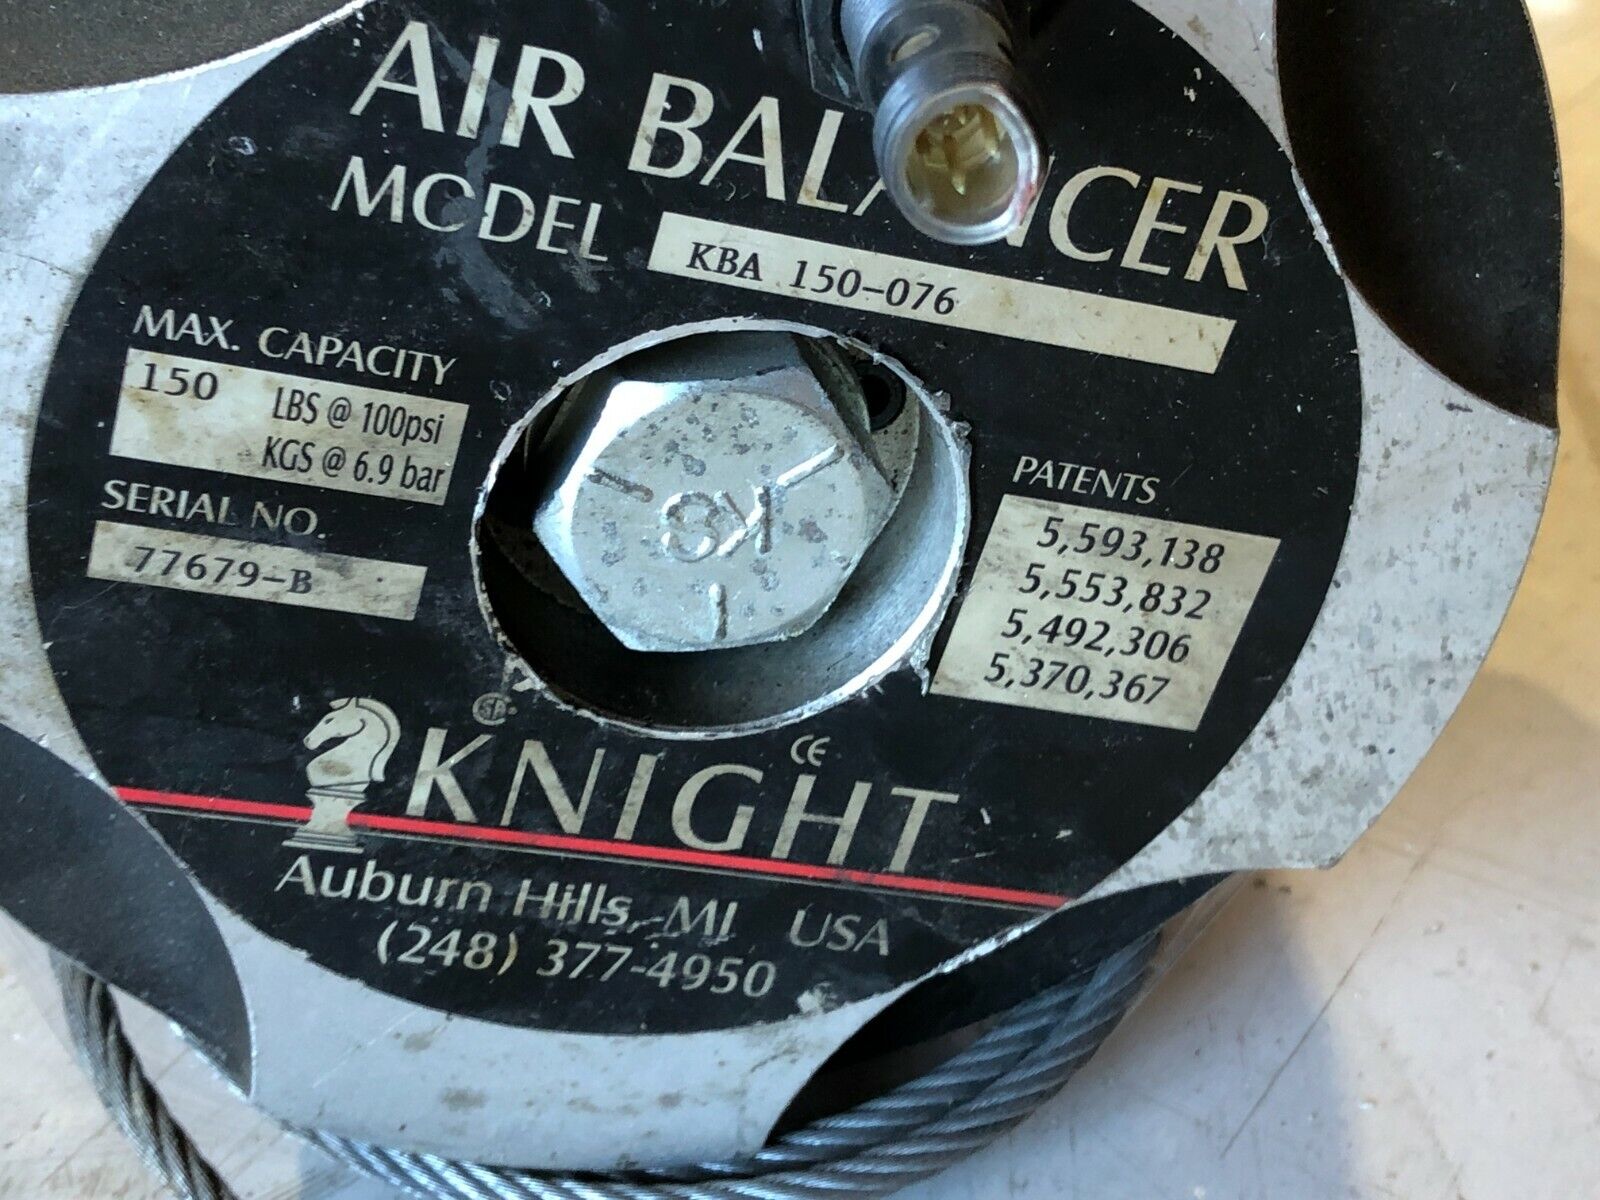 AIR BALANCER
MODEL KBA 150-076
MAX. CAPACITY
150 LBS @ 100psi
KGS @ 6.9 bar
SERIAL NO.
77679-B
PATENTS
5,593,138
5,553,832
5,492,306
5,370,367
KS
CE
KNIGHT
Auburn Hills, MI USA
(248) 377-4950